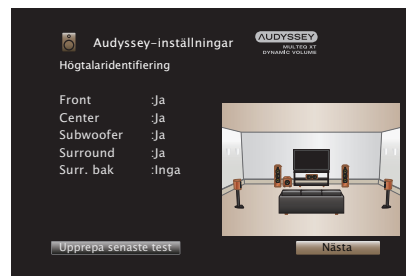 Audyssey-inställningar
AUDYSSEY
MULTEQ XT
DYNAMIC VOLUME
Högtalaridentifiering
Front :Ja
Center :Ja
Subwoofer :Ja
Surround :Ja
Surr. bak :Inga
Upprepa senaste test
Nästa